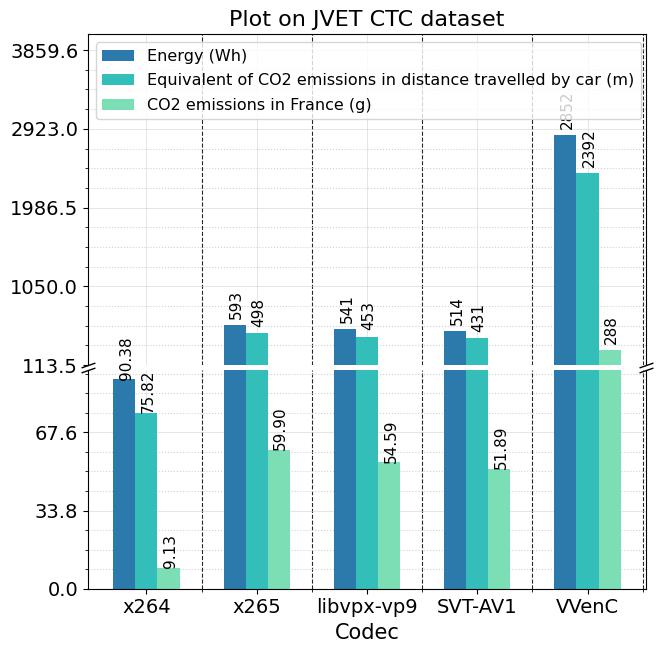 Plot on JVET CTC dataset
Energy (Wh)
Equivalent of CO2 emissions in distance travelled by car (m)
CO2 emissions in France (g)
3859.6
2923.0
1986.5
1050.0
113.5
67.6
33.8
0.0
90.38
75.82
9.13
593
498
59.90
541
453
54.59
514
431
51.89
2852
2392
288
x264
x265
libvpx-vp9
SVT-AV1
VVenC
Codec